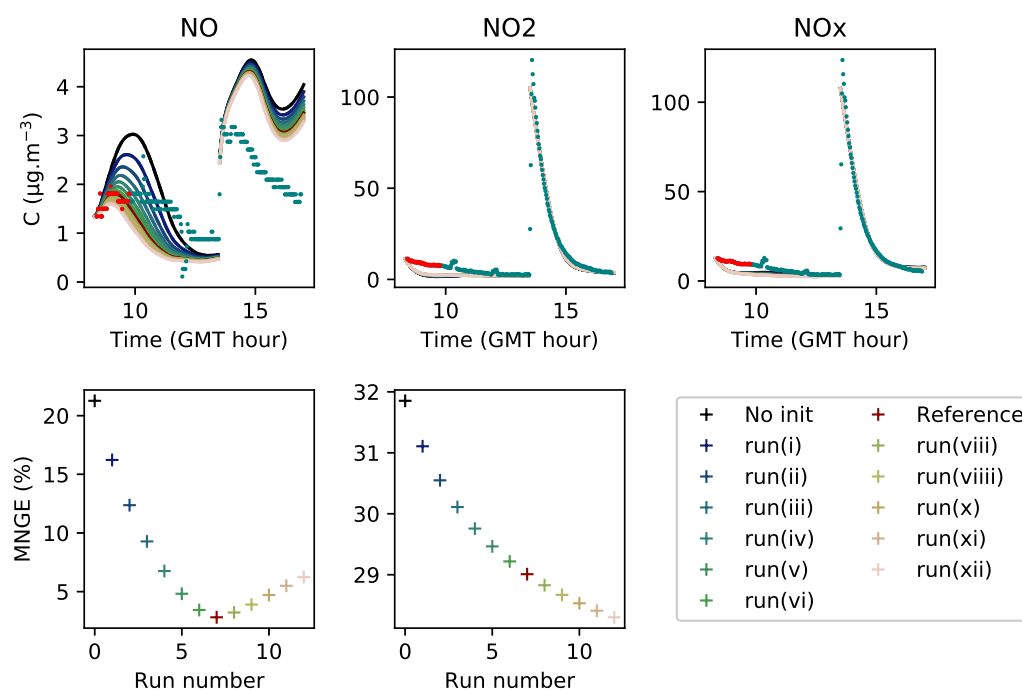 NO
NO2
NOx
C (µg.m⁻³)
4
3
2
1
0
10
15
Time (GMT hour)
100
50
0
10
15
Time (GMT hour)
100
50
0
10
15
Time (GMT hour)
MNGE (%)
20
15
10
5
0
5
10
Run number
32
31
30
29
0
5
10
Run number
No init
run(i)
run(ii)
run(iii)
run(iv)
run(v)
run(vi)
Reference
run(viii)
run(viiii)
run(x)
run(xi)
run(xii)